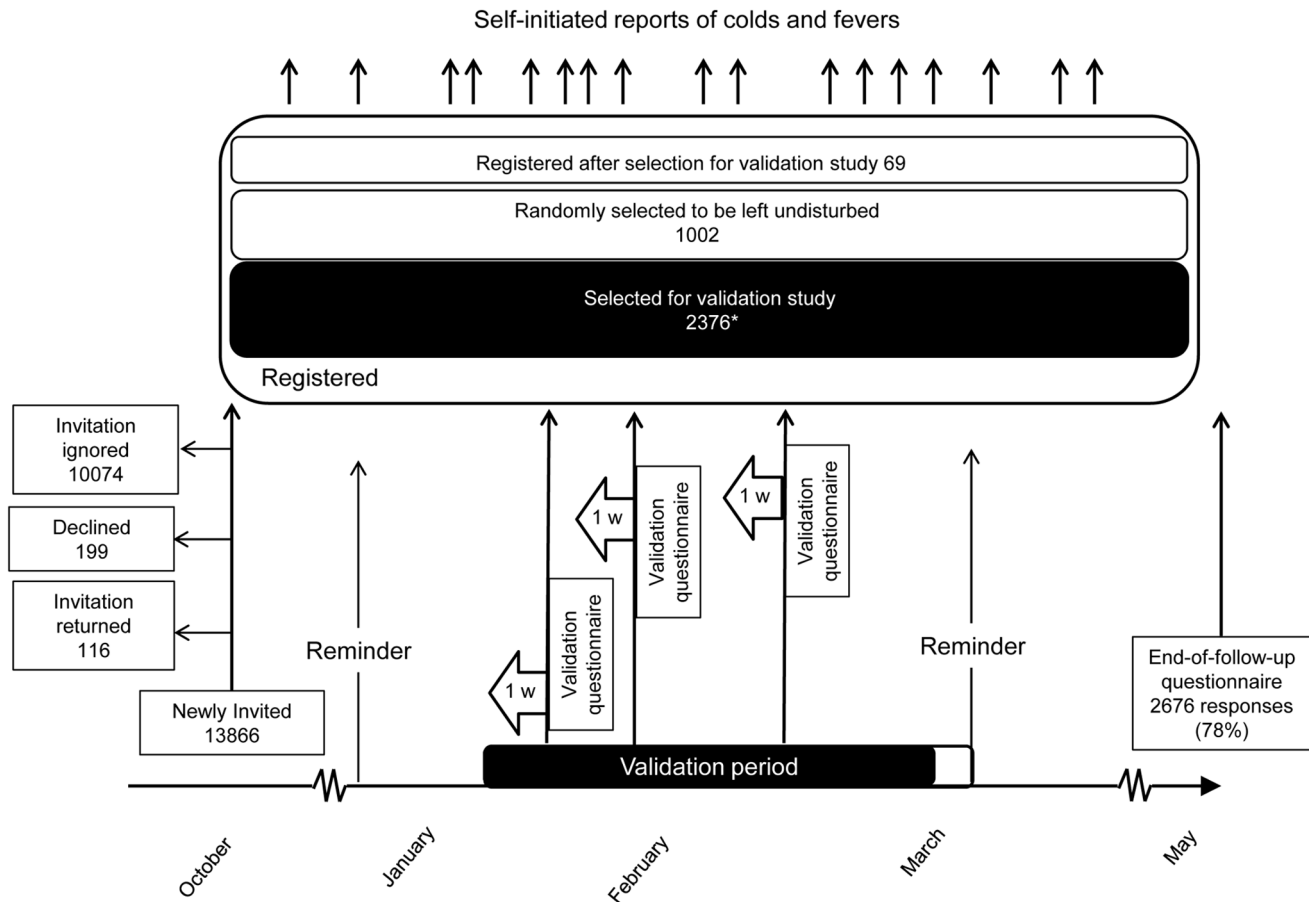 Self-initiated reports of colds and fevers
Registered after selection for validation study 69
Randomly selected to be left undisturbed
1002
Selected for validation study
2376*
Registered
Invitation
ignored
10074
Declined
199
Invitation
returned
116
Newly Invited
13866
Reminder
1 w
Validation
questionnaire
1 w
Validation
questionnaire
1 w
Validation
questionnaire
Reminder
End-of-follow-up
questionnaire
2676 responses
(78%)
Validation period
October
January
February
March
May